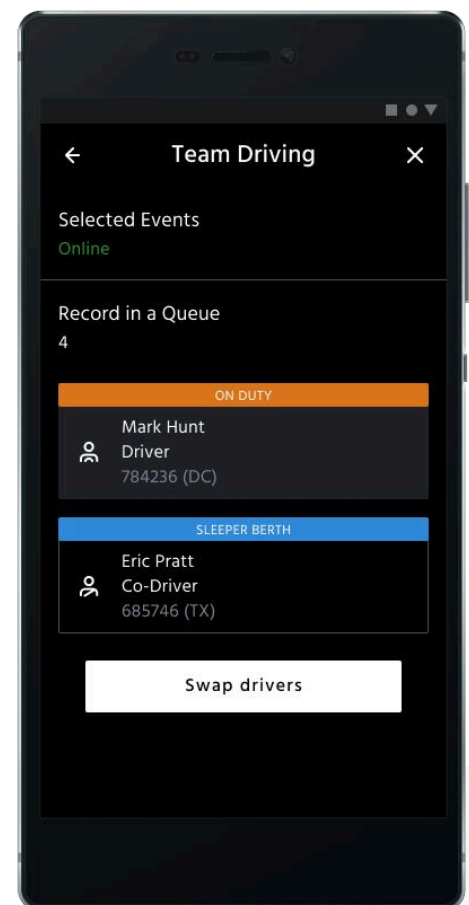 Team Driving
Selected Events
Online
Record in a Queue
4
ON DUTY
Mark Hunt
Driver
784236 (DC)
SLEEPER BERTH
Eric Pratt
Co-Driver
685746 (TX)
Swap drivers